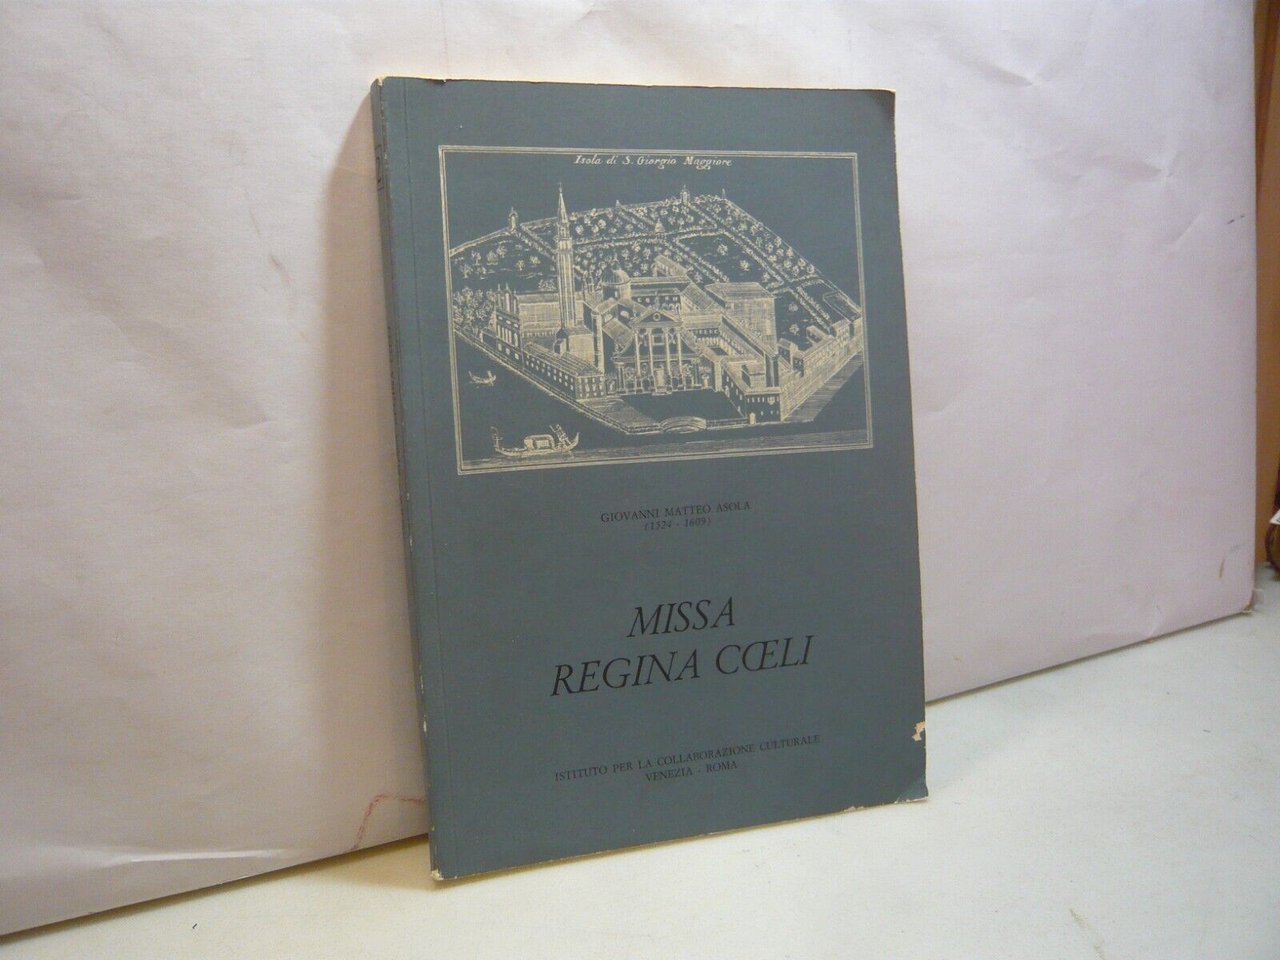 Isola di S. Giorgio Maggiore
GIOVANNI MATTEO ASOLA
(1524 - 1609)
MISSA
REGINA CŒLI
ISTITUTO PER LA COLLABORAZIONE CULTURALE
VENEZIA - ROMA